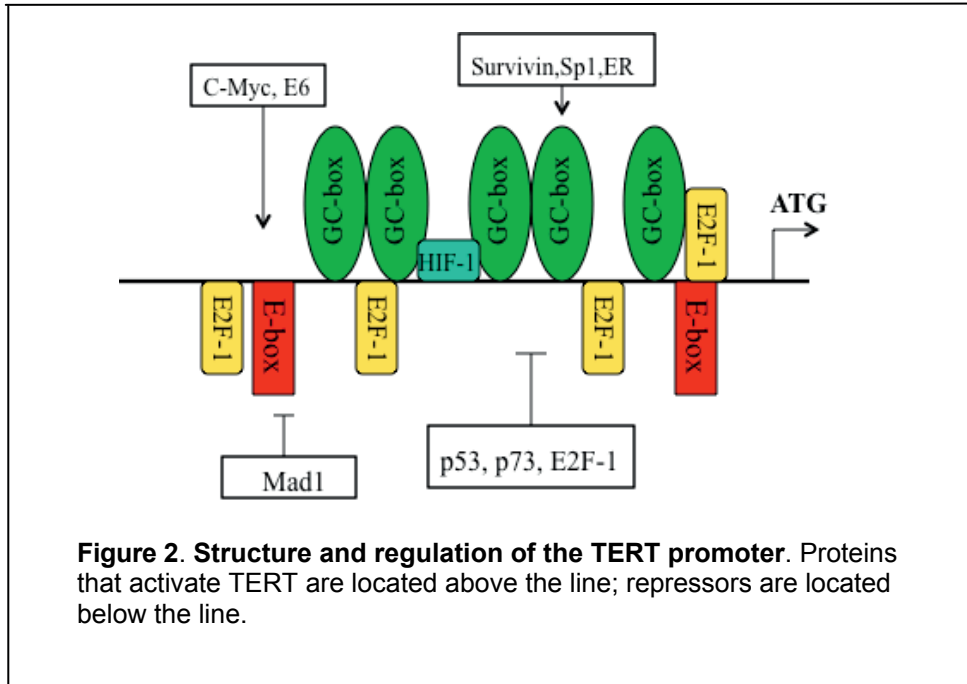 C-Myc, E6
Survivin,Sp1,ER
GC-box
GC-box
GC-box
GC-box
GC-box
E2F-1
ATG
HIF-1
E2F-1
E-box
E2F-1
E2F-1
E-box
Mad1
p53, p73, E2F-1
Figure 2. Structure and regulation of the TERT promoter. Proteins
that activate TERT are located above the line; repressors are located
below the line.